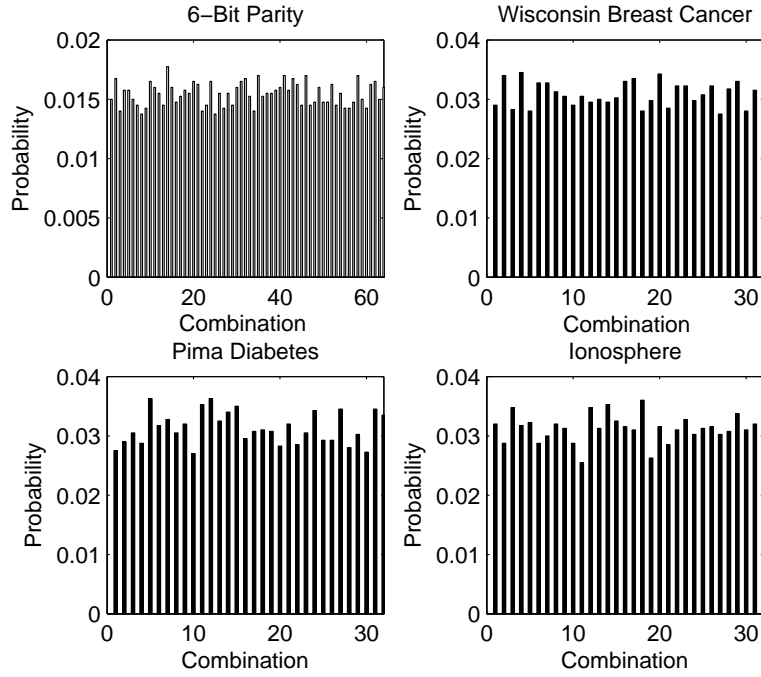 6−Bit Parity
Probability
0.02
0.015
0.01
0.005
0
0 20 40 60
Combination
Wisconsin Breast Cancer
Probability
0.04
0.03
0.02
0.01
0
0 10 20 30
Combination
Pima Diabetes
Probability
0.04
0.03
0.02
0.01
0
0 10 20 30
Combination
Ionosphere
Probability
0.04
0.03
0.02
0.01
0
0 10 20 30
Combination